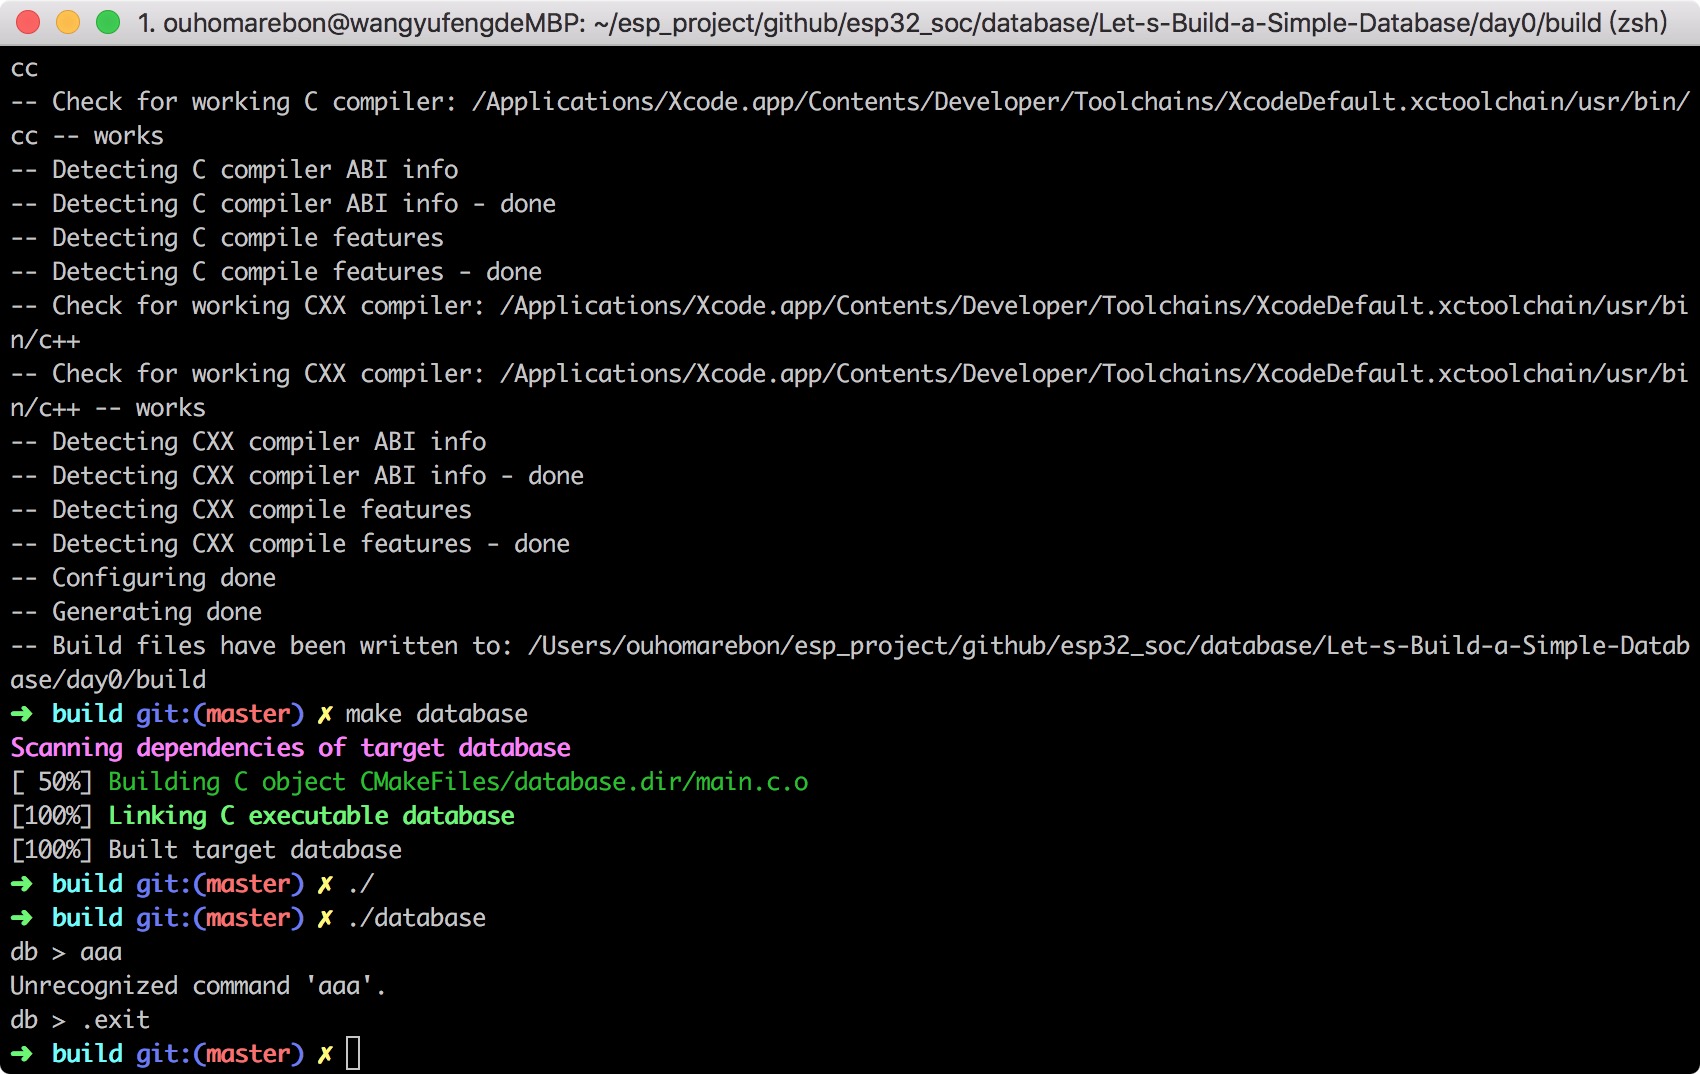 1. ouhomarebon@wangyufengdeMBP: ~/esp_project/github/esp32_soc/database/Let-s-Build-a-Simple-Database/day0/build (zsh)
cc
-- Check for working C compiler: /Applications/Xcode.app/Contents/Developer/Toolchains/XcodeDefault.xctoolchain/usr/bin/
cc -- works
-- Detecting C compiler ABI info
-- Detecting C compiler ABI info - done
-- Detecting C compile features
-- Detecting C compile features - done
-- Check for working CXX compiler: /Applications/Xcode.app/Contents/Developer/Toolchains/XcodeDefault.xctoolchain/usr/bi
n/c++
-- Check for working CXX compiler: /Applications/Xcode.app/Contents/Developer/Toolchains/XcodeDefault.xctoolchain/usr/bi
n/c++ -- works
-- Detecting CXX compiler ABI info
-- Detecting CXX compiler ABI info - done
-- Detecting CXX compile features
-- Detecting CXX compile features - done
-- Configuring done
-- Generating done
-- Build files have been written to: /Users/ouhomarebon/esp_project/github/esp32_soc/database/Let-s-Build-a-Simple-Datab
ase/day0/build
➜  build git:(master) ✗ make database
Scanning dependencies of target database
[ 50%] Building C object CMakeFiles/database.dir/main.c.o
[100%] Linking C executable database
[100%] Built target database
➜  build git:(master) ✗ ./
➜  build git:(master) ✗ ./database
db > aaa
Unrecognized command 'aaa'.
db > .exit
➜  build git:(master) ✗